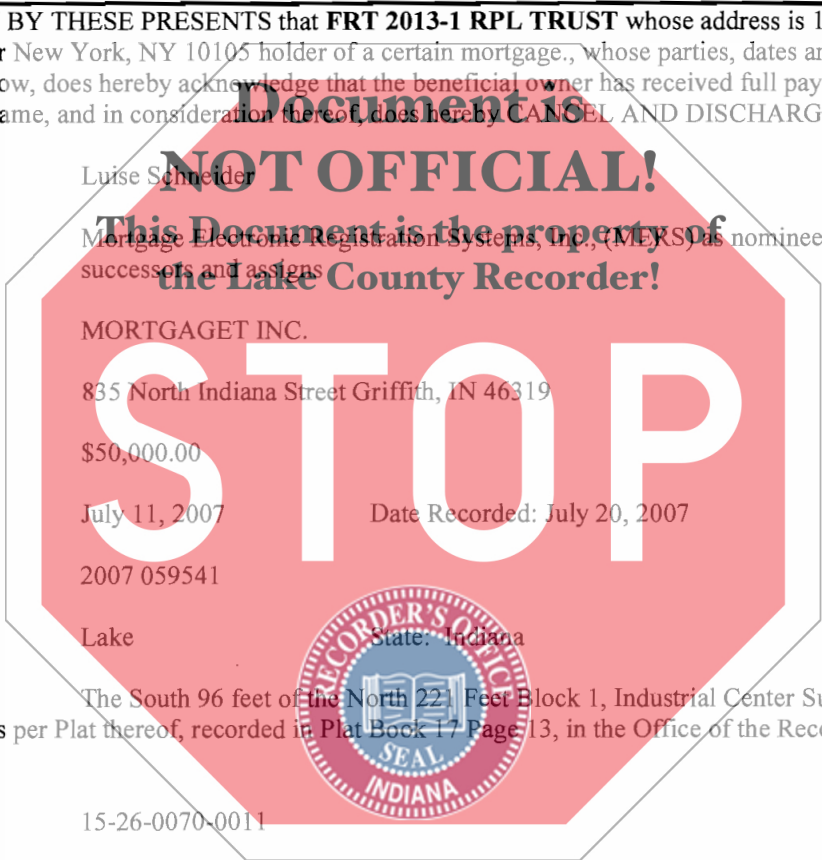 BY THESE PRESENTS that FRT 2013-1 RPL TRUST whose address is 1
r New York, NY 10105 holder of a certain mortgage., whose parties, dates an
ow, does hereby acknowledge that the beneficial owner has received full pay
ame, and in consideration thereof, does hereby CANCEL AND DISCHARG
Document is
NOT OFFICIAL!
This Document is the property of
the Lake County Recorder!
Luise Schneider
Mortgage Electronic Registration Systems, Inc., (MERS) as nominee
successors and assigns
MORTGAGET INC.
835 North Indiana Street Griffith, IN 46319
$50,000.00
July 11, 2007 Date Recorded: July 20, 2007
STOP
2007 059541
Lake State: Indiana
The South 96 feet of the North 221 Feet Block 1, Industrial Center Su
s per Plat thereof, recorded in Plat Book 17 Page 13, in the Office of the Reco
RECORDER'S OFFICE
SEAL
INDIANA
15-26-0070-0011